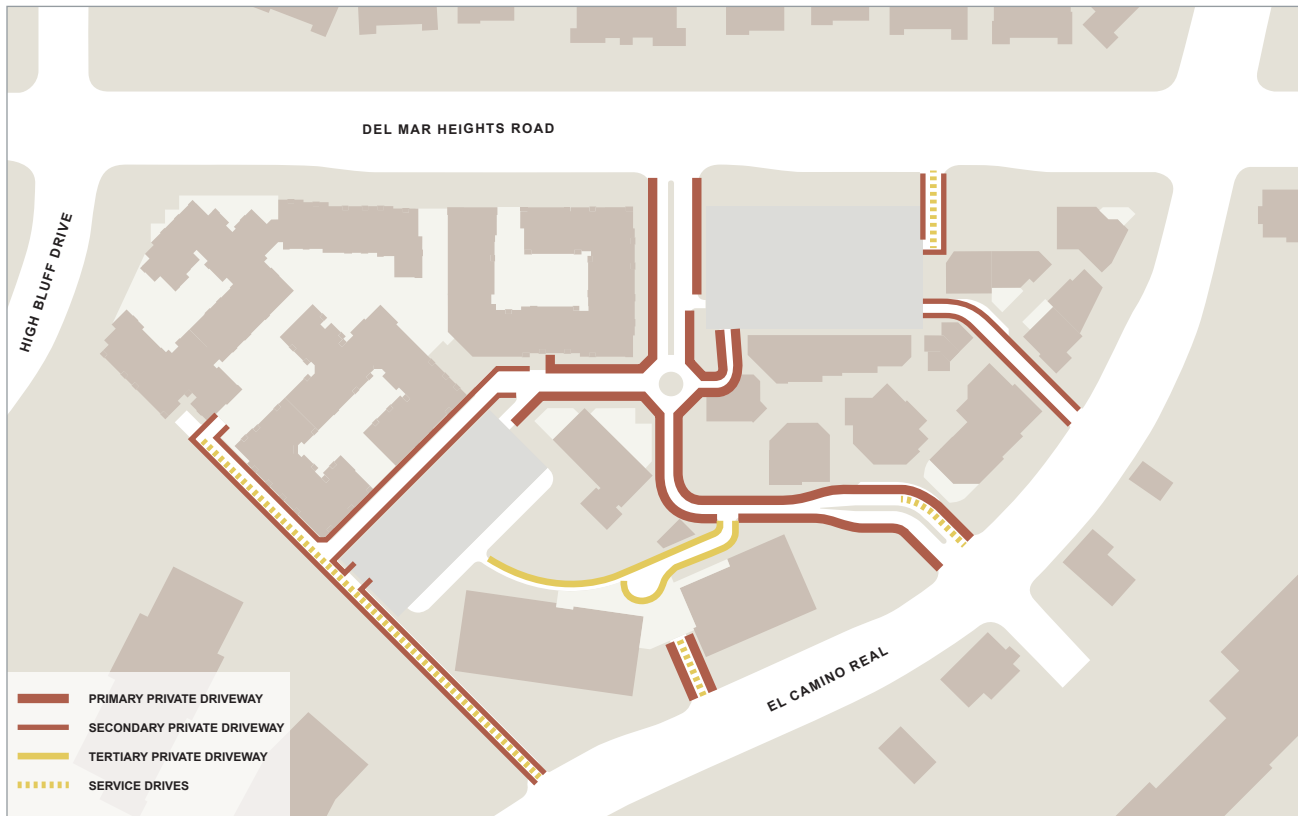 DEL MAR HEIGHTS ROAD
HIGH BLUFF DRIVE
EL CAMINO REAL
PRIMARY PRIVATE DRIVEWAY
SECONDARY PRIVATE DRIVEWAY
TERTIARY PRIVATE DRIVEWAY
SERVICE DRIVES